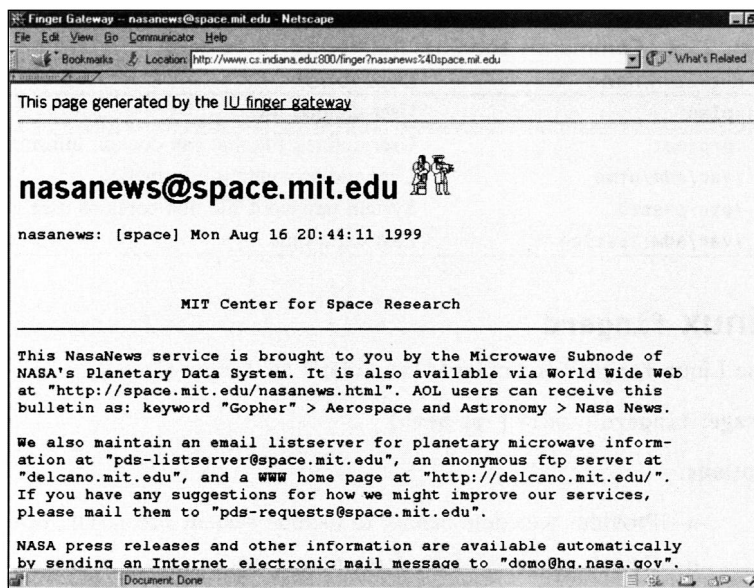 Finger Gateway -- nasanews@space.mit.edu - Netscape
File Edit View Go Communicator Help
Bookmarks Location: http://www.cs.indiana.edu:800/finger?nasanews%40space.mit.edu What's Related
This page generated by the IU finger gateway
nasanews@space.mit.edu
nasanews: [space] Mon Aug 16 20:44:11 1999
MIT Center for Space Research
This NasaNews service is brought to you by the Microwave Subnode of
NASA's Planetary Data System. It is also available via World Wide Web
at "http://space.mit.edu/nasanews.html". AOL users can receive this
bulletin as: keyword "Gopher" > Aerospace and Astronomy > Nasa News.
We also maintain an email listserver for planetary microwave inform-
ation at "pds-listserver@space.mit.edu", an anonymous ftp server at
"delcano.mit.edu", and a WWW home page at "http://delcano.mit.edu/".
If you have any suggestions for how we might improve our services,
please mail them to "pds-requests@space.mit.edu".
NASA press releases and other information are available automatically
by sending an Internet electronic mail message to "domo@hq.nasa.gov".
Document: Done